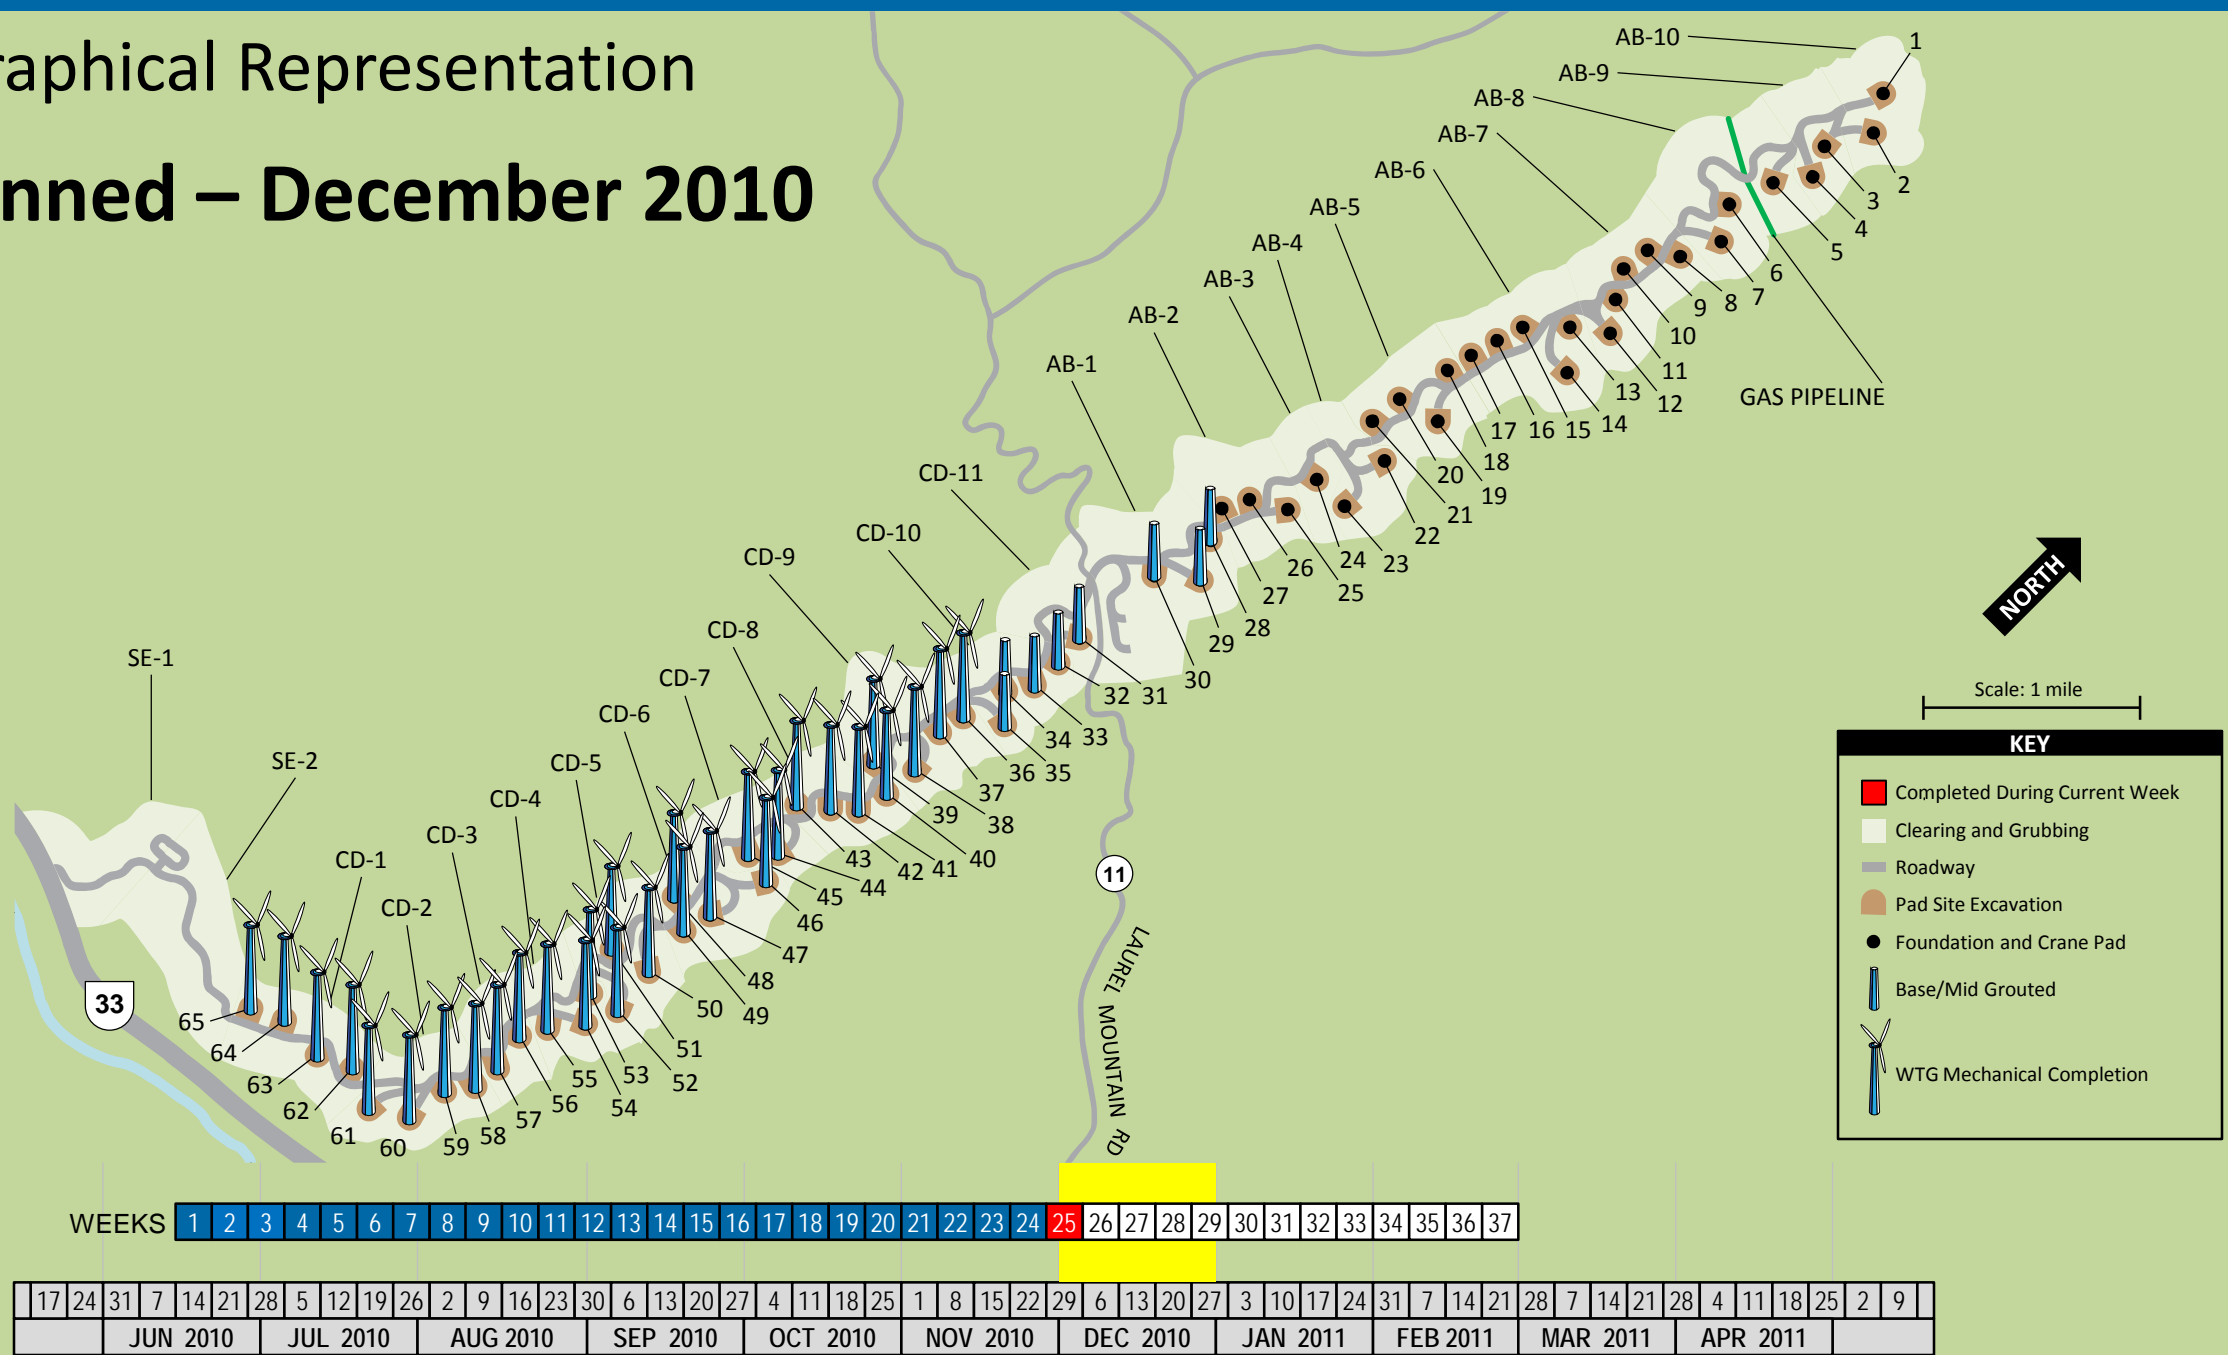 raphical Representation
nned – December 2010
AB-10
1
AB-9
AB-8
AB-7
AB-6
AB-5
AB-4
AB-3
AB-2
AB-1
2
3
4
5
6
7
8
9
10
11
12
13
14
15
16
17
18
19
20
21
22
23
24
25
26
27
28
29
30
31
32
33
34
35
36
37
38
39
40
41
42
43
44
45
46
47
48
49
50
51
52
53
54
55
56
57
58
59
60
61
62
63
64
65
GAS PIPELINE
CD-11
CD-10
CD-9
CD-8
CD-7
CD-6
CD-5
CD-4
CD-3
CD-2
CD-1
SE-2
SE-1
33
11
LAUREL MOUNTAIN RD
NORTH
Scale: 1 mile
KEY
Completed During Current Week
Clearing and Grubbing
Roadway
Pad Site Excavation
Foundation and Crane Pad
Base/Mid Grouted
WTG Mechanical Completion
WEEKS 1 2 3 4 5 6 7 8 9 10 11 12 13 14 15 16 17 18 19 20 21 22 23 24 25 26 27 28 29 30 31 32 33 34 35 36 37
17 24 31 7 14 21 28 5 12 19 26 2 9 16 23 30 6 13 20 27 4 11 18 25 1 8 15 22 29 6 13 20 27 3 10 17 24 31 7 14 21 28 7 14 21 28 4 11 18 25 2 9
JUN 2010 JUL 2010 AUG 2010 SEP 2010 OCT 2010 NOV 2010 DEC 2010 JAN 2011 FEB 2011 MAR 2011 APR 2011